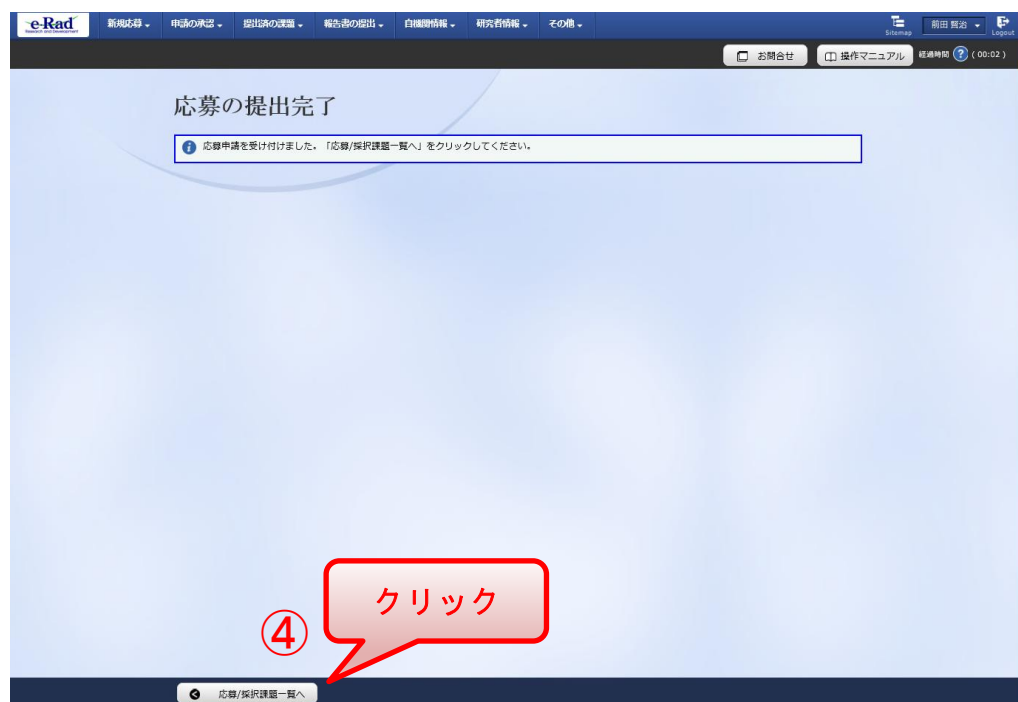 e-Rad
Research and Development
新規応募
申請の承認
提出済の課題
報告書の提出
自機関情報
研究者情報
その他
Sitemap
前田 賢治
Logout
お問合せ
操作マニュアル
経過時間 ? ( 00:02 )
応募の提出完了
応募申請を受け付けました。「応募/採択課題一覧へ」をクリックしてください。
クリック
④
応募/採択課題一覧へ